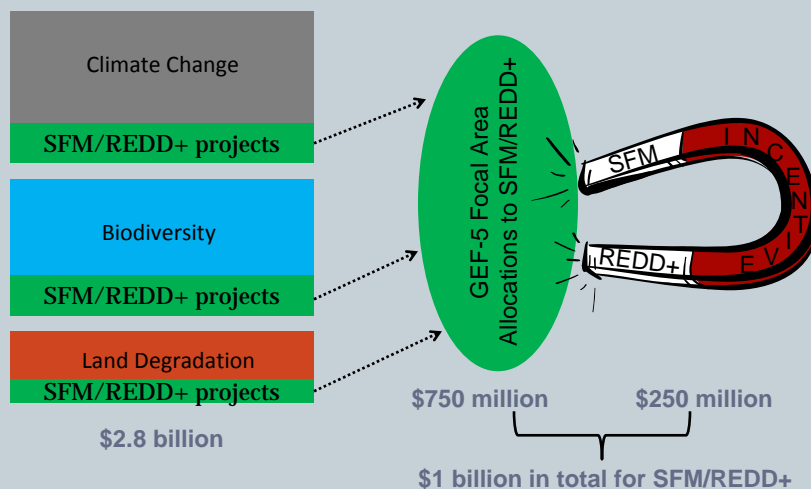 Climate Change
SFM/REDD+ projects
Biodiversity
SFM/REDD+ projects
Land Degradation
SFM/REDD+ projects
$2.8 billion
GEF-5 Focal Area
Allocations to SFM/REDD+
SFM
INCENTIVE
REDD+
$750 million
$250 million
$1 billion in total for SFM/REDD+